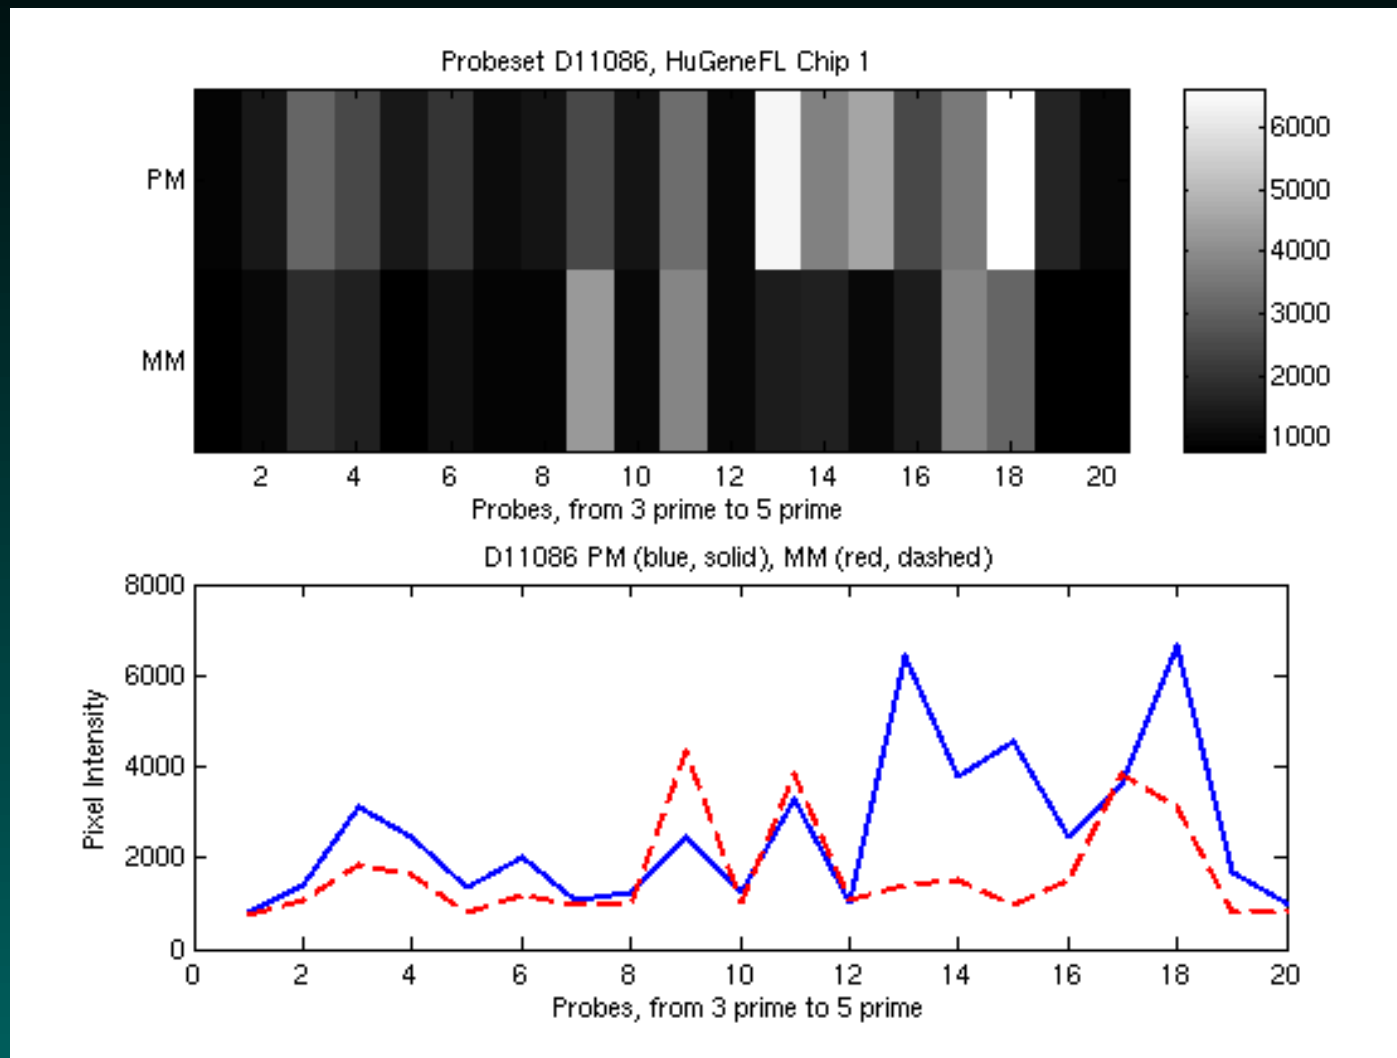 Probeset D11086, HuGeneFL Chip 1
PM
MM
2 4 6 8 10 12 14 16 18 20
Probes, from 3 prime to 5 prime
6000
5000
4000
3000
2000
1000
D11086 PM (blue, solid), MM (red, dashed)
Pixel Intensity
8000
6000
4000
2000
0
0 2 4 6 8 10 12 14 16 18 20
Probes, from 3 prime to 5 prime